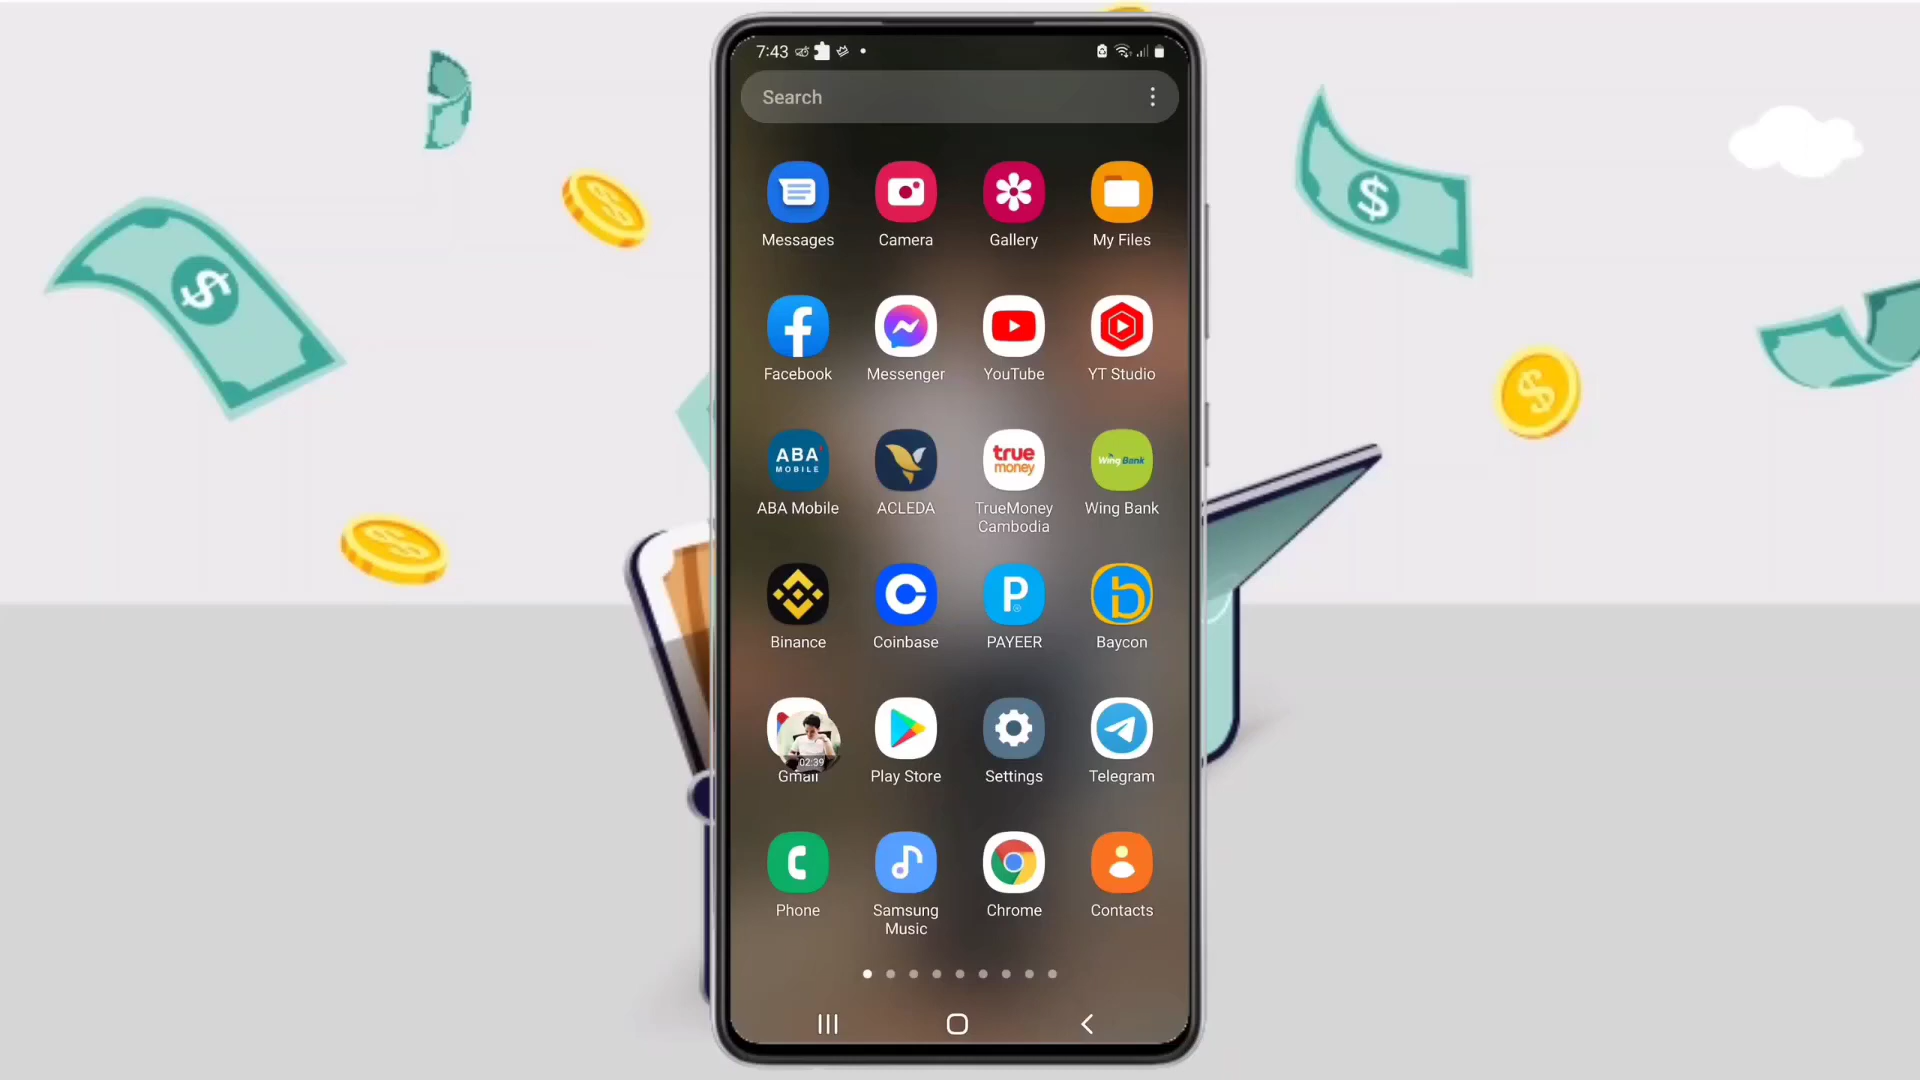 7:43
Search
Messages
Camera
Gallery
My Files
Facebook
Messenger
YouTube
YT Studio
ABA
MOBILE
true
money
Wing Bank
ABA Mobile
ACLEDA
TrueMoney
Cambodia
Wing Bank
Binance
Coinbase
PAYEER
Baycon
02:39
Gmail
Play Store
Settings
Telegram
Phone
Samsung
Music
Chrome
Contacts